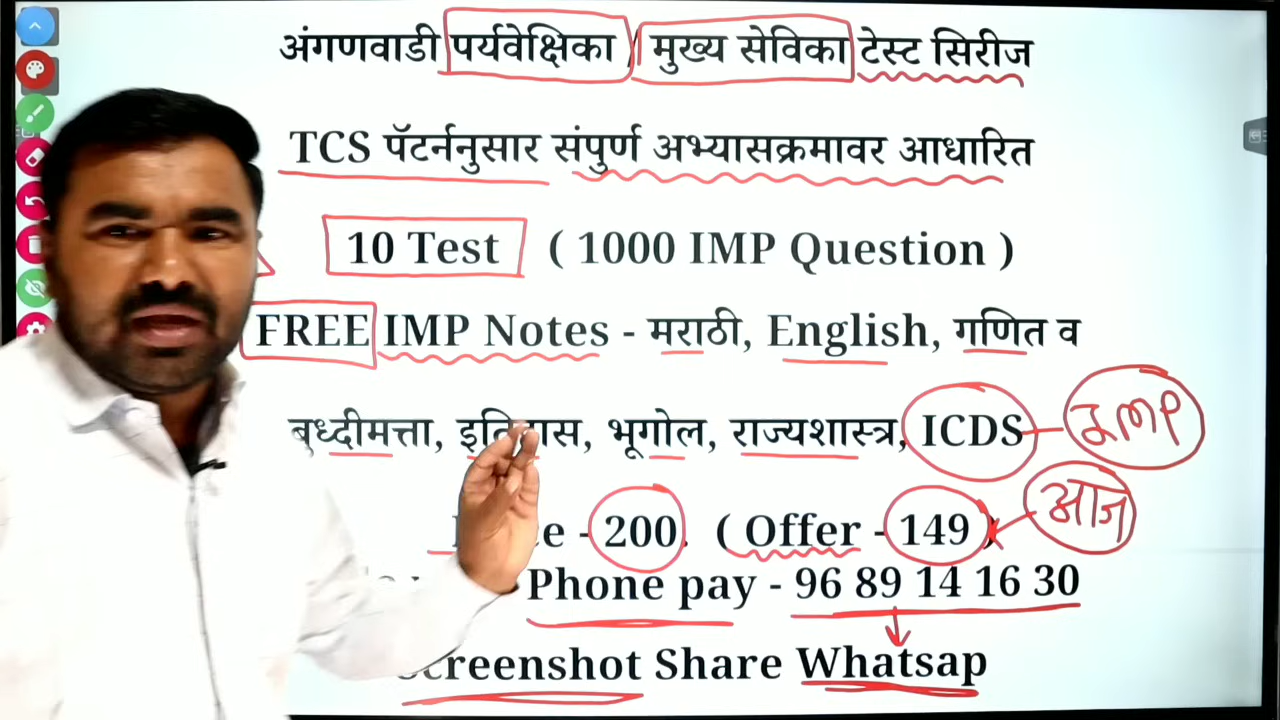 अंगणवाडी पर्यवेक्षिका / मुख्य सेविका टेस्ट सिरीज
TCS पॅटर्ननुसार संपुर्ण अभ्यासक्रमावर आधारित
10 Test ( 1000 IMP Question )
FREE IMP Notes - मराठी, English, गणित व
बुध्दीमत्ता, इतिहास, भूगोल, राज्यशास्त्र, ICDS IMP
200 ( Offer - 149 ) आज
Phone pay - 96 89 14 16 30
Screenshot Share Whatsap